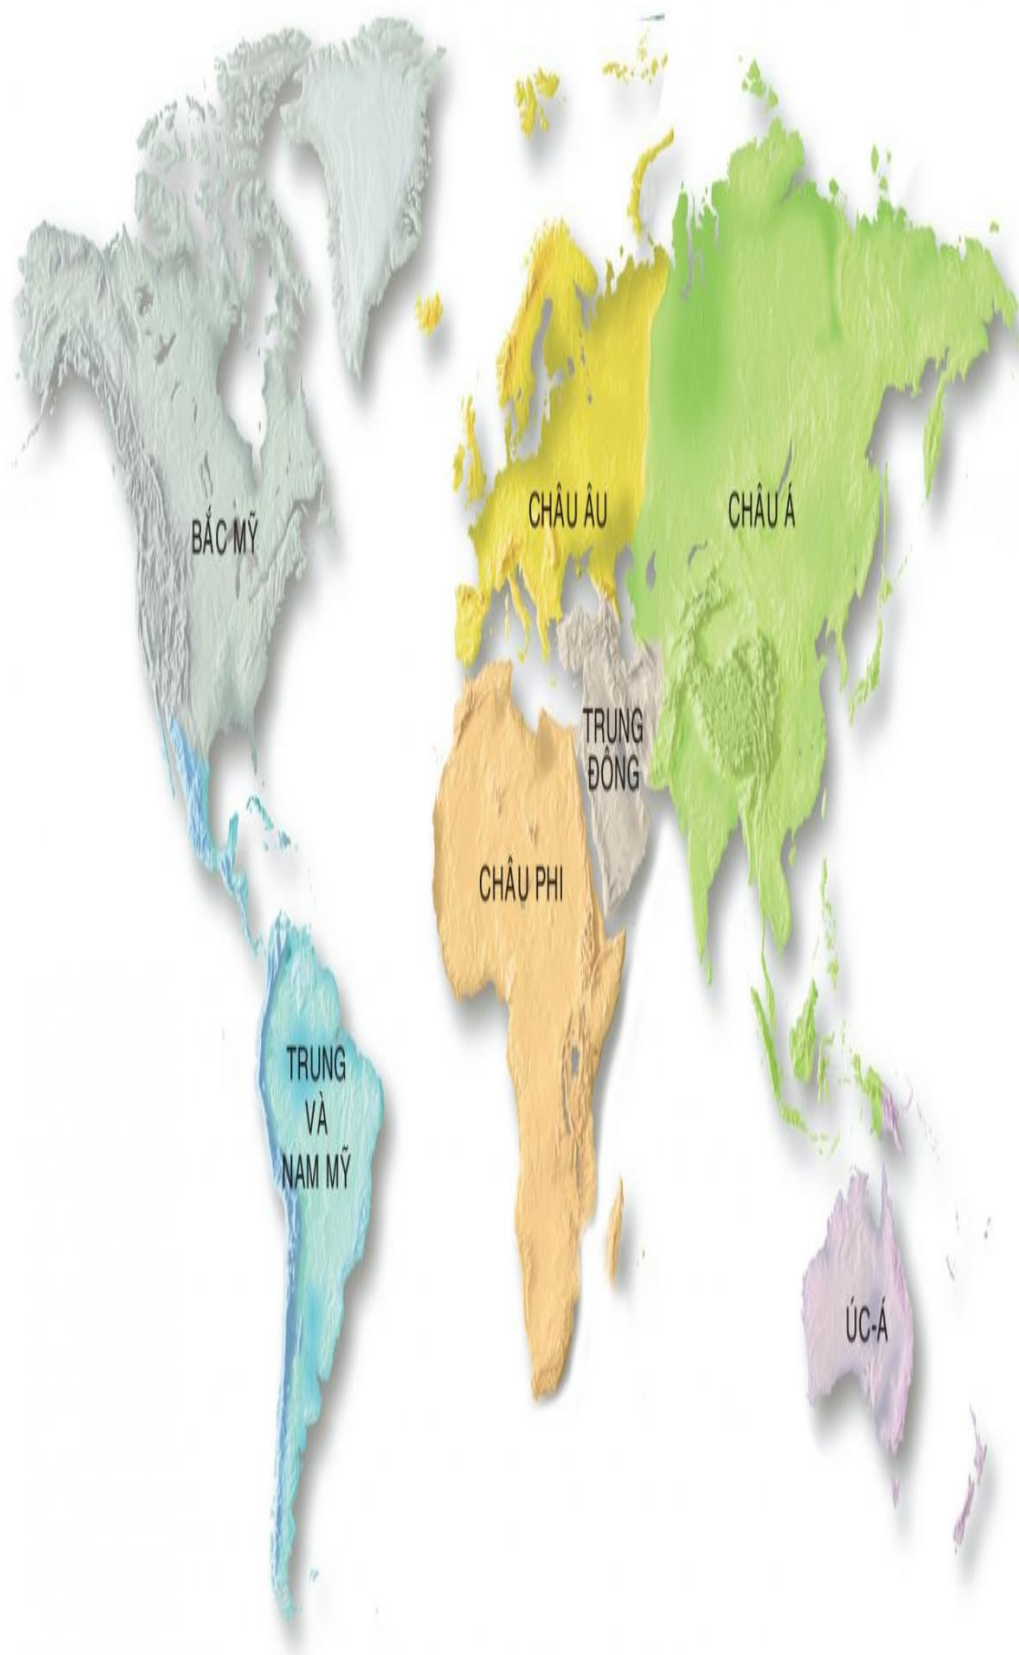 BẮC MỸ
CHÂU ÂU
CHÂU Á
TRUNG
ĐÔNG
CHÂU PHI
TRUNG
VÀ
NAM MỸ
ÚC-Á